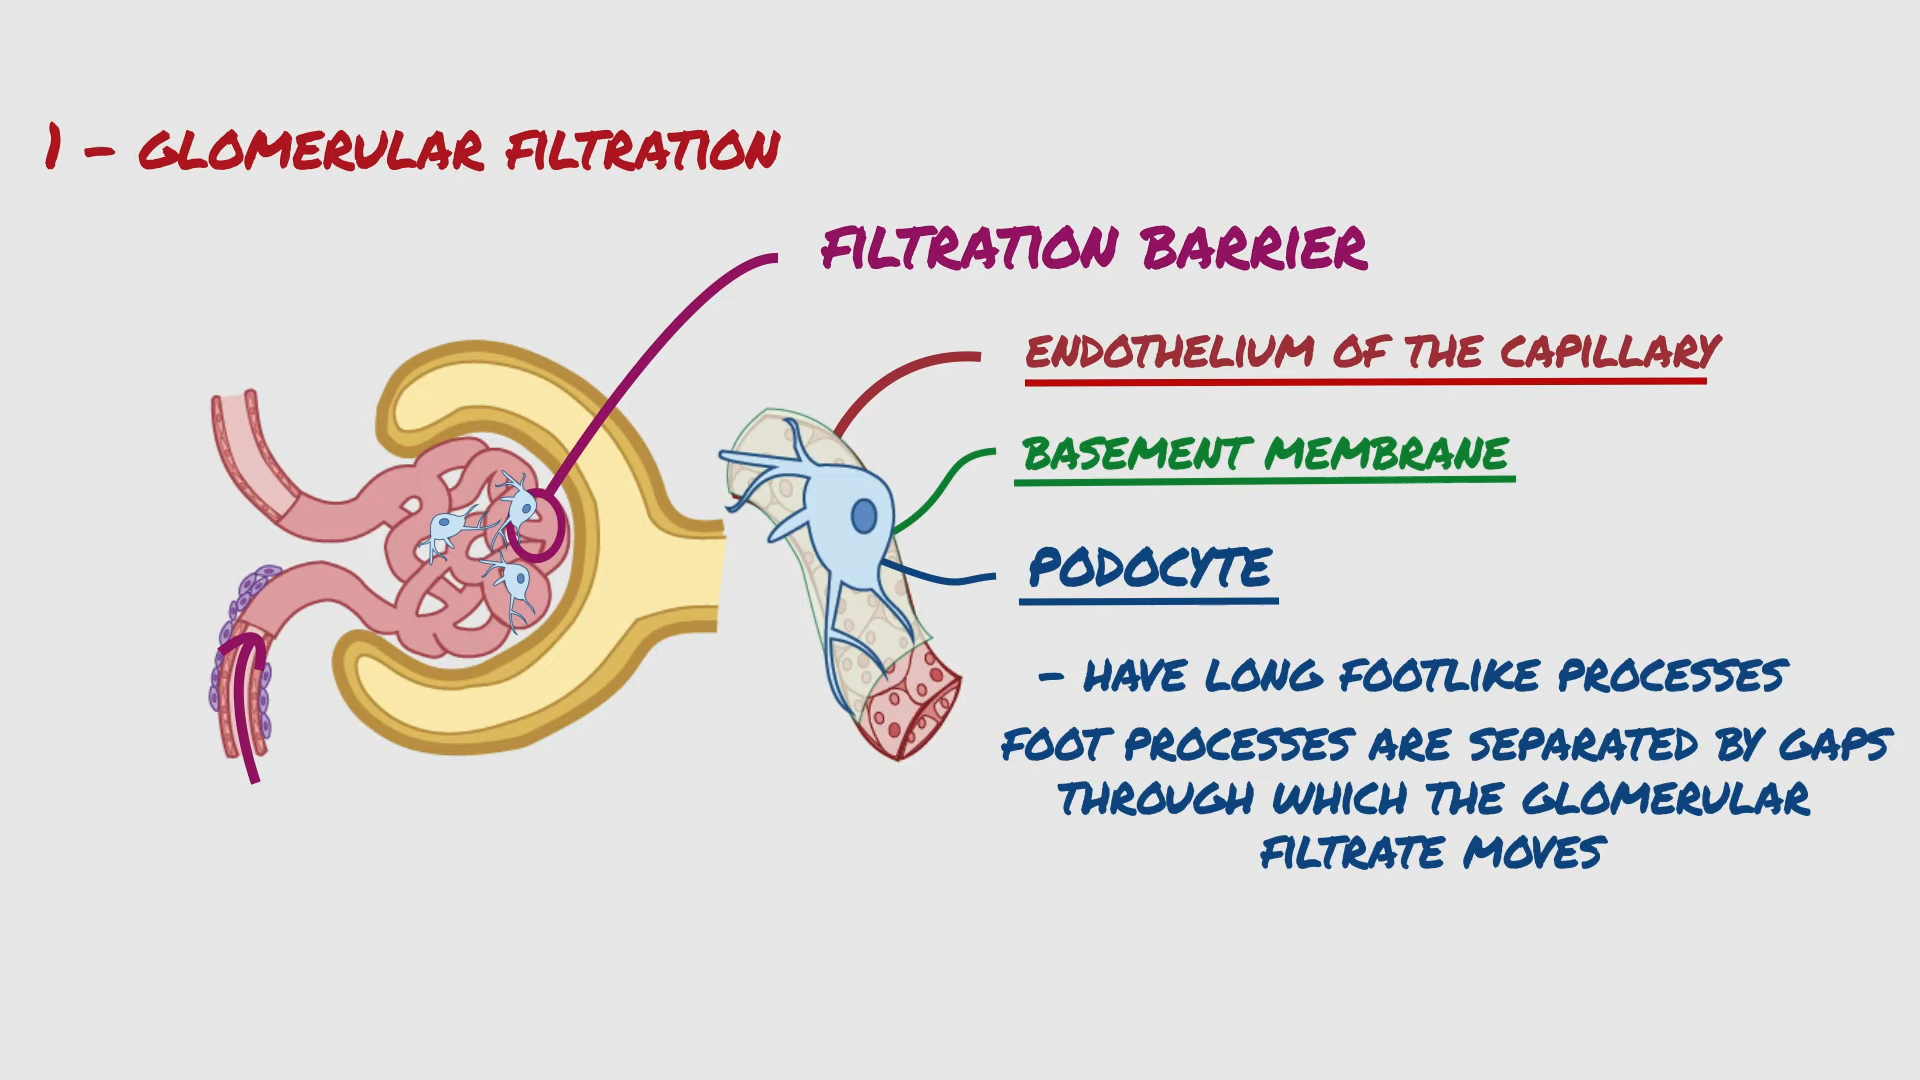 1 - GLOMERULAR FILTRATION
FILTRATION BARRIER
ENDOTHELIUM OF THE CAPILLARY
BASEMENT MEMBRANE
PODOCYTE
- HAVE LONG FOOTLIKE PROCESSES
FOOT PROCESSES ARE SEPARATED BY GAPS
THROUGH WHICH THE GLOMERULAR
FILTRATE MOVES